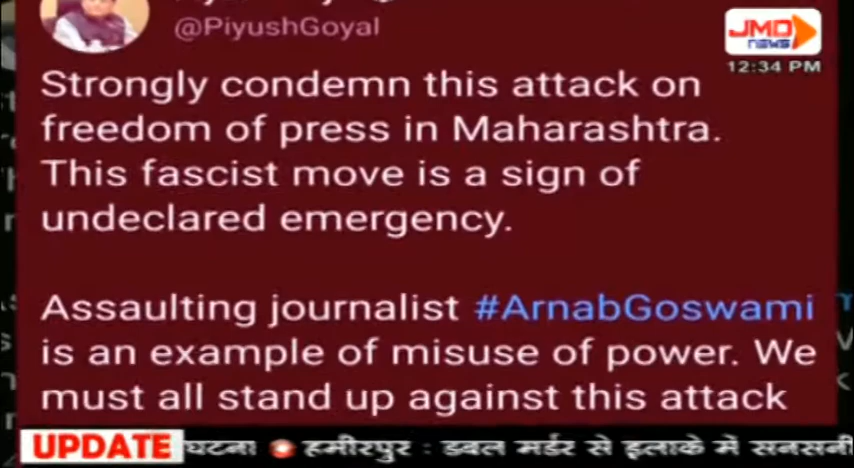 @PiyushGoyal
JMD
NEWS
12:34 PM
Strongly condemn this attack on
freedom of press in Maharashtra.
This fascist move is a sign of
undeclared emergency.
Assaulting journalist #ArnabGoswami
is an example of misuse of power. We
must all stand up against this attack
UPDATE घटना हमीरपुर : डबल मर्डर से इलाके में सनसनी